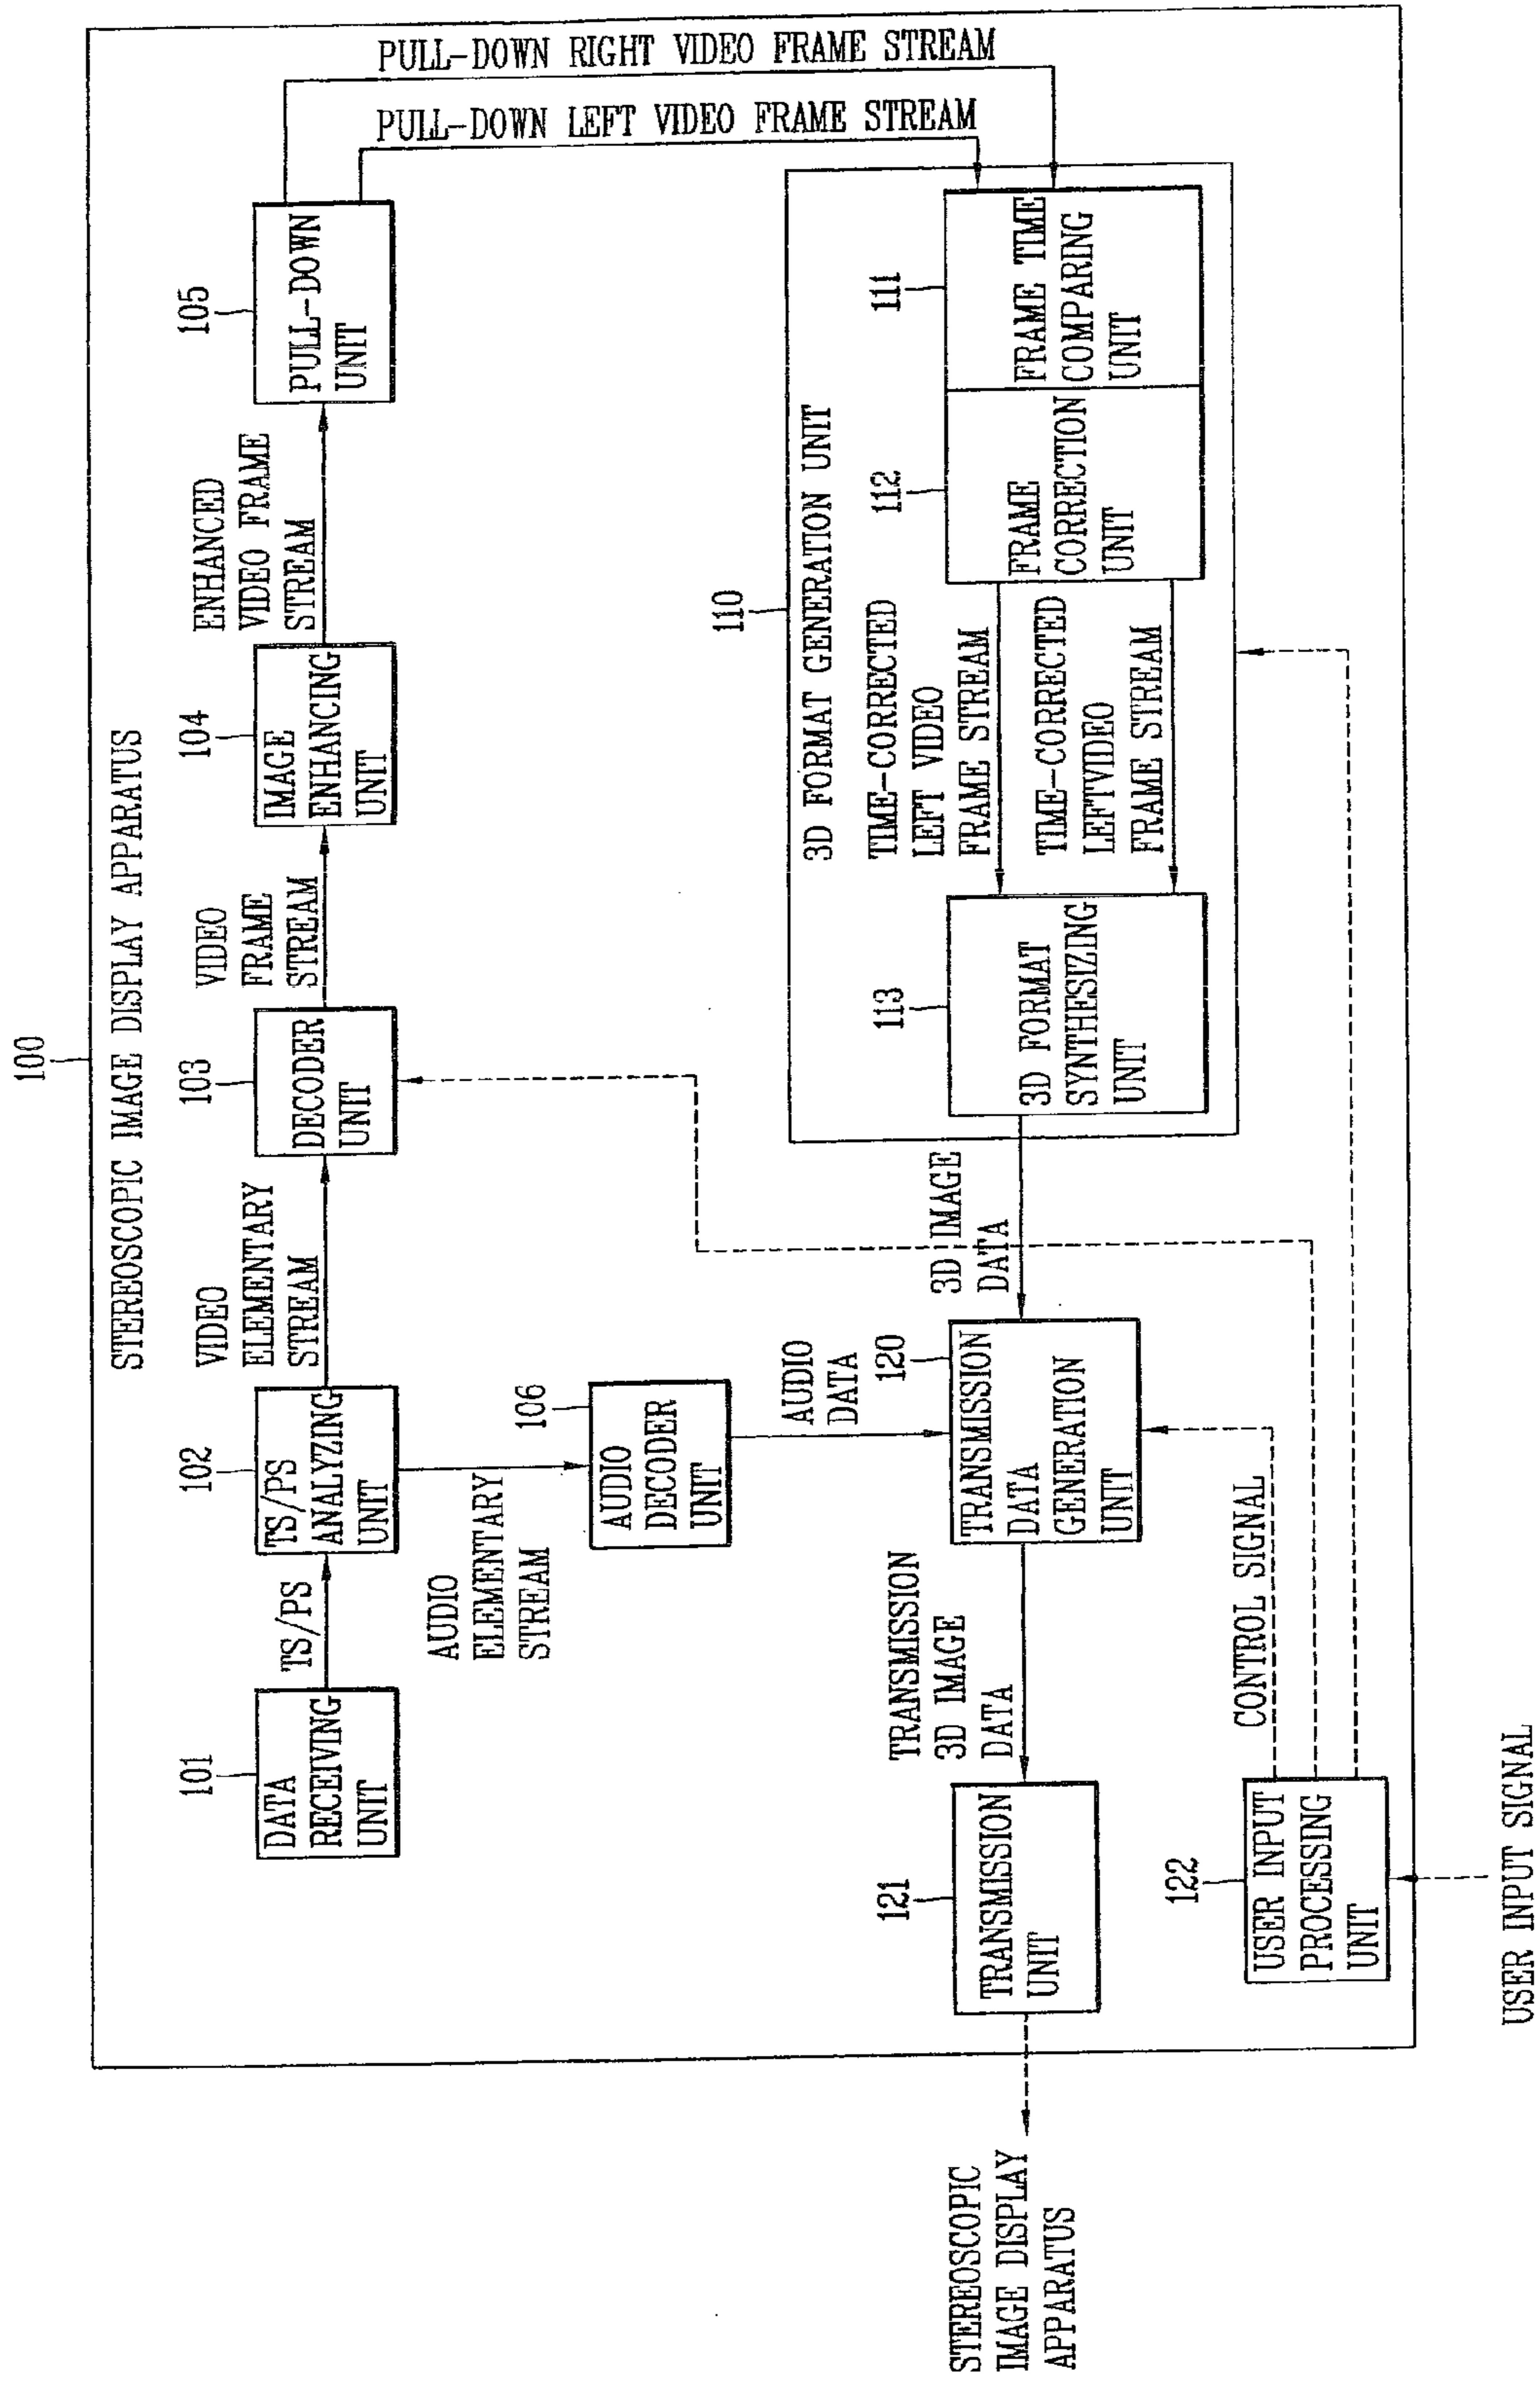 100
STEREOSCOPIC IMAGE DISPLAY APPARATUS
101
DATA
RECEIVING
UNIT
TS/PS
102
TS/PS
ANALYZING
UNIT
VIDEO
ELEMENTARY
STREAM
103
DECODER
UNIT
VIDEO
FRAME
STREAM
104
IMAGE
ENHANCING
UNIT
ENHANCED
VIDEO FRAME
STREAM
105
PULL-DOWN
UNIT
PULL-DOWN RIGHT VIDEO FRAME STREAM
PULL-DOWN LEFT VIDEO FRAME STREAM
AUDIO
ELEMENTARY
STREAM
106
AUDIO
DECODER
UNIT
AUDIO
DATA
110
3D FORMAT GENERATION UNIT
111
FRAME TIME
COMPARING
UNIT
112
FRAME
CORRECTION
UNIT
TIME-CORRECTED
LEFT VIDEO
FRAME STREAM
TIME-CORRECTED
LEFTVIDEO
FRAME STREAM
113
3D FORMAT
SYNTHESIZING
UNIT
3D IMAGE
DATA
120
TRANSMISSION
DATA
GENERATION
UNIT
TRANSMISSION
3D IMAGE
DATA
121
TRANSMISSION
UNIT
STEREOSCOPIC
IMAGE DISPLAY
APPARATUS
CONTROL SIGNAL
122
USER INPUT
PROCESSING
UNIT
USER INPUT SIGNAL